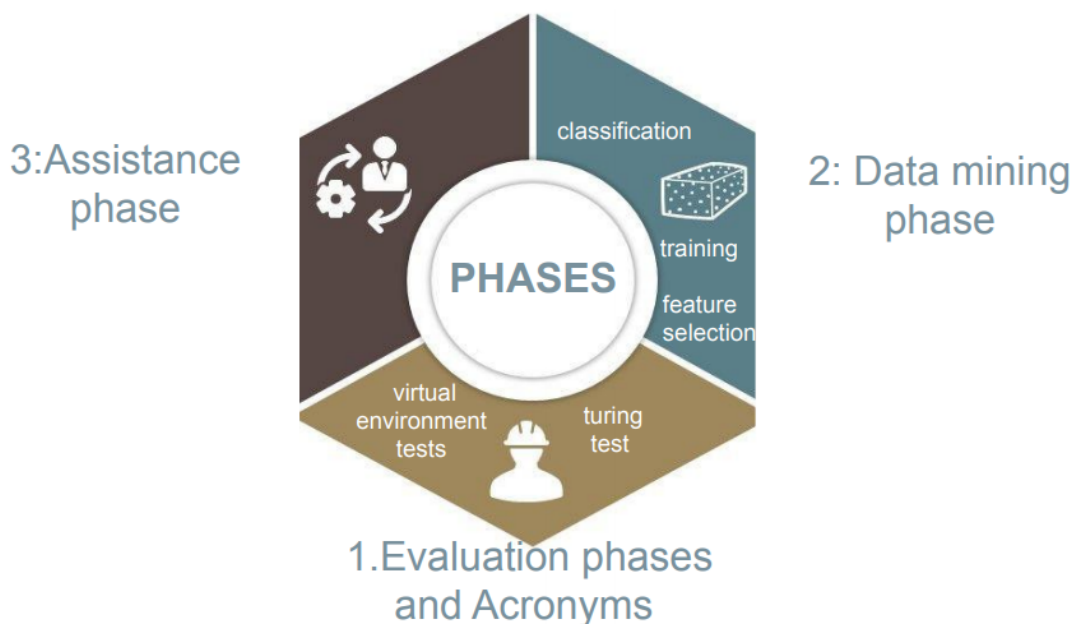 3:Assistance
phase
classification
training
feature
selection
2: Data mining
phase
PHASES
virtual
environment
tests
turing
test
1.Evaluation phases
and Acronyms